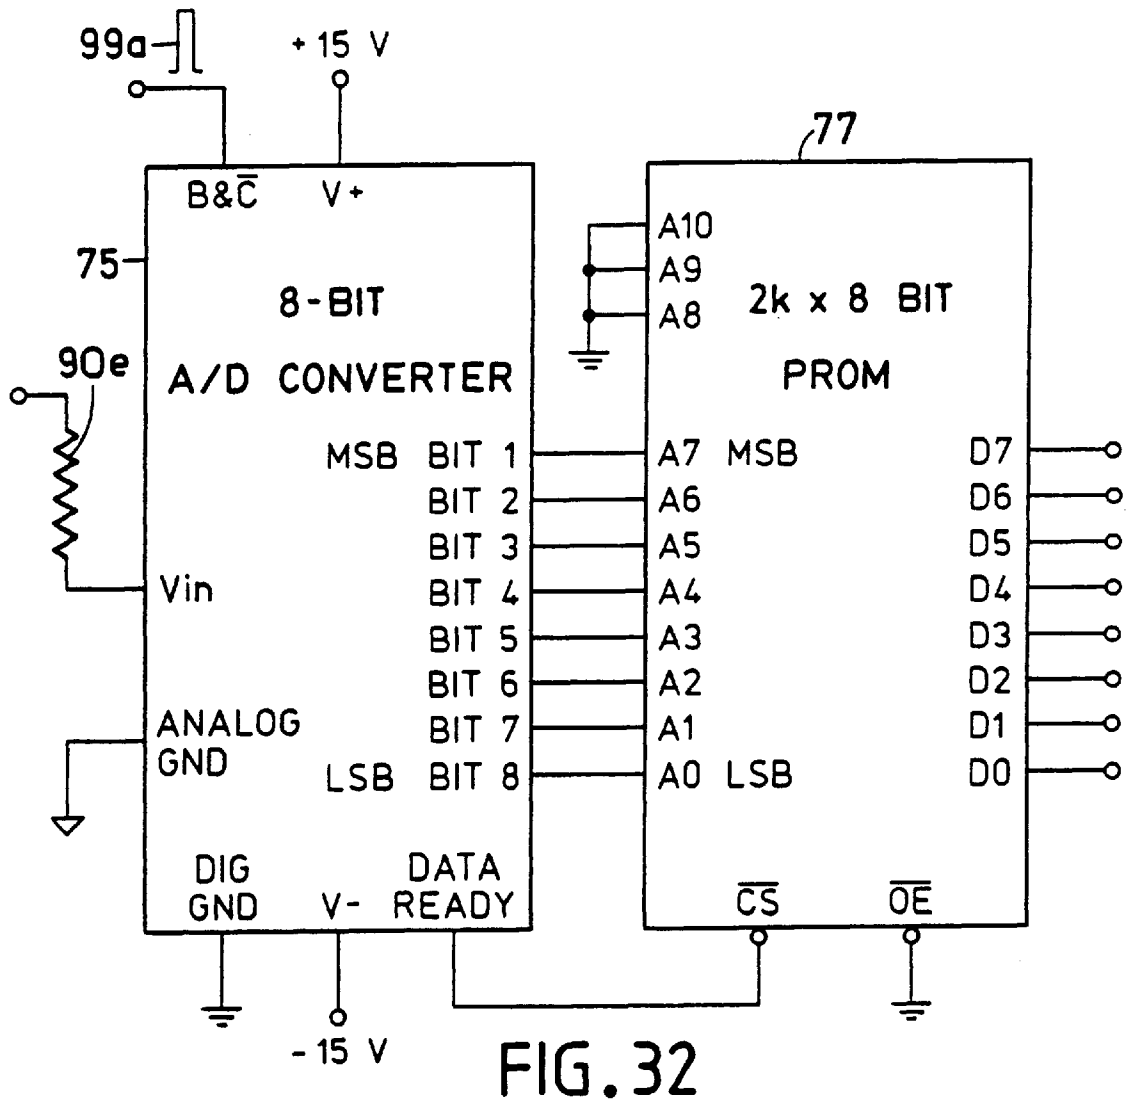 99a
+15 V
77
B&C̅
V+
A10
75
A9
8-BIT
2k x 8 BIT
A8
90e
A/D CONVERTER
PROM
MSB BIT 1
A7 MSB
D7
BIT 2
A6
D6
BIT 3
A5
D5
BIT 4
A4
D4
Vin
BIT 5
A3
D3
BIT 6
A2
D2
ANALOG
GND
BIT 7
A1
D1
LSB BIT 8
A0 LSB
D0
DIG
GND
V-
DATA
READY
C̅S̅
O̅E̅
-15 V
FIG. 32